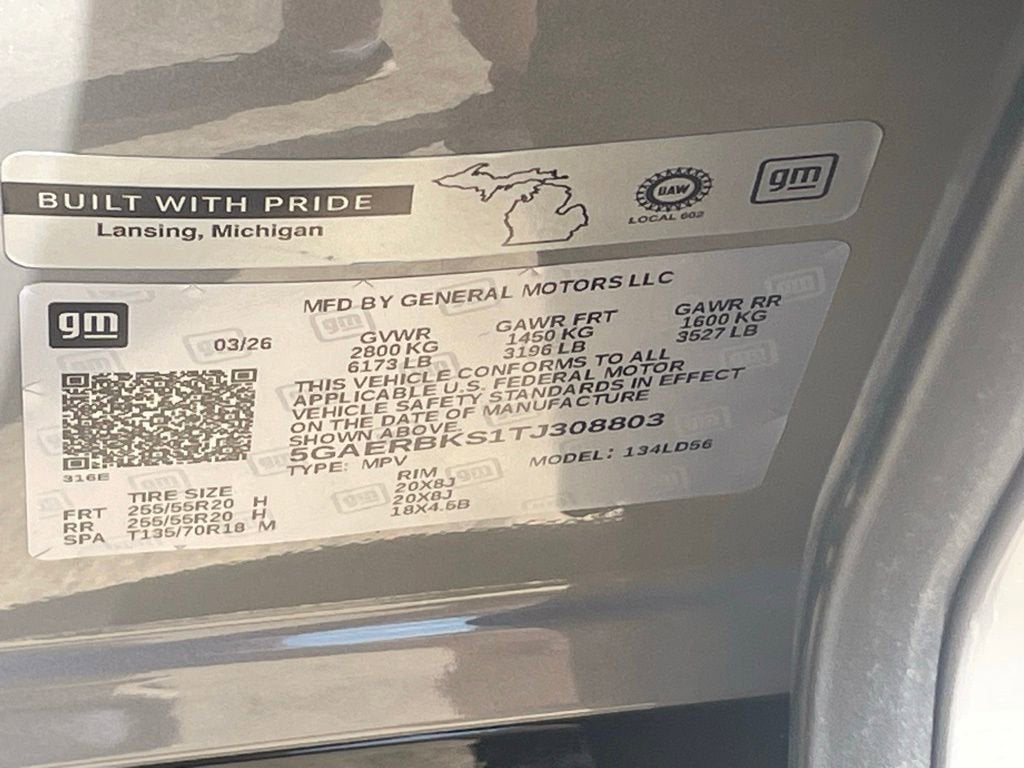 BUILT WITH PRIDE
Lansing, Michigan
UAW
LOCAL 602
gm
gm
MFD BY GENERAL MOTORS LLC
03/26
GVWR
2800 KG
6173 LB
GAWR FRT
1450 KG
3196 LB
GAWR RR
1600 KG
3527 LB
THIS VEHICLE CONFORMS TO ALL
APPLICABLE U.S. FEDERAL MOTOR
VEHICLE SAFETY STANDARDS IN EFFECT
ON THE DATE OF MANUFACTURE
SHOWN ABOVE.
5GAERBKS1TJ308803
TYPE: MPV MODEL: 134LD56
316E
TIRE SIZE RIM
FRT 255/55R20 H 20X8J
RR 255/55R20 H 20X8J
SPA T135/70R18 M 18X4.5B